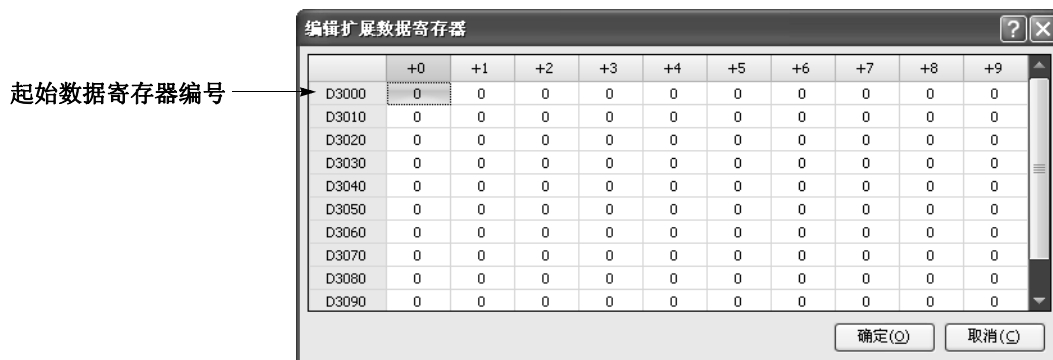 编辑扩展数据寄存器
+0 +1 +2 +3 +4 +5 +6 +7 +8 +9
起始数据寄存器编号
D3000 0 0 0 0 0 0 0 0 0 0
D3010 0 0 0 0 0 0 0 0 0 0
D3020 0 0 0 0 0 0 0 0 0 0
D3030 0 0 0 0 0 0 0 0 0 0
D3040 0 0 0 0 0 0 0 0 0 0
D3050 0 0 0 0 0 0 0 0 0 0
D3060 0 0 0 0 0 0 0 0 0 0
D3070 0 0 0 0 0 0 0 0 0 0
D3080 0 0 0 0 0 0 0 0 0 0
D3090 0 0 0 0 0 0 0 0 0 0
确定(O) 取消(C)